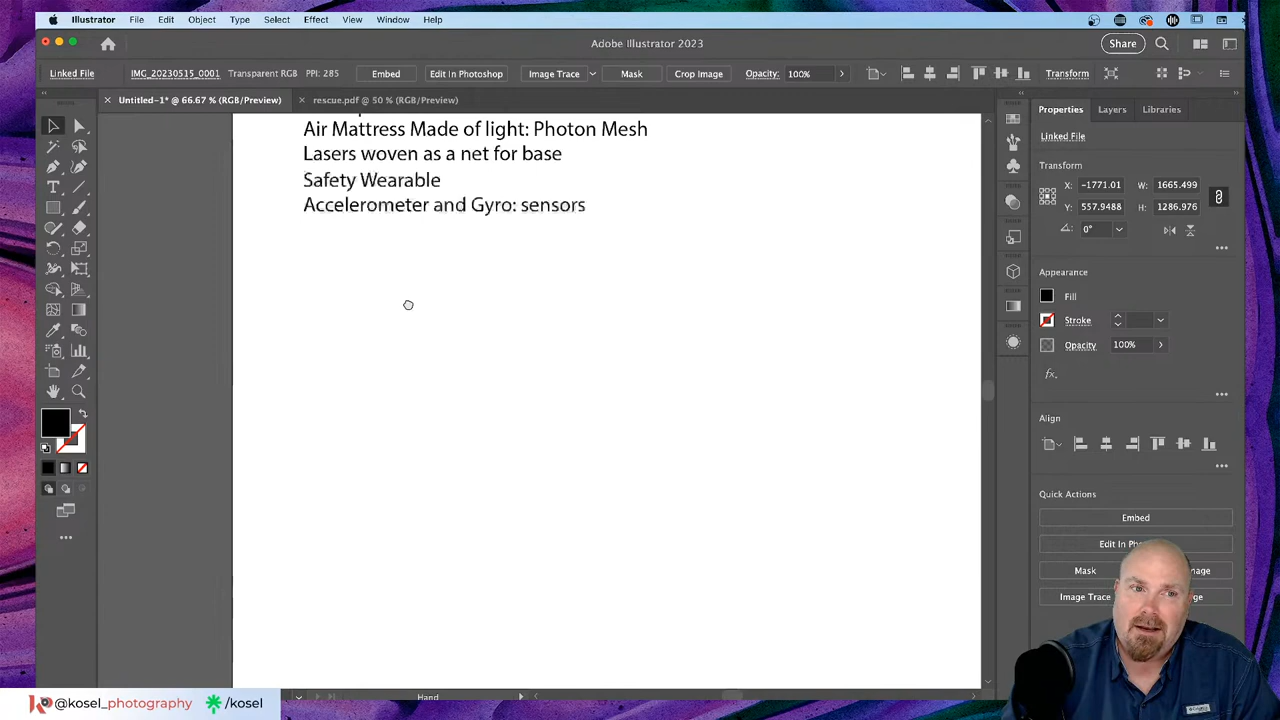 Illustrator File Edit Object Type Select Effect View Window Help
Adobe Illustrator 2023
Share
Linked File IMG_20230515_0001 Transparent RGB PPI: 285 Embed Edit In Photoshop Image Trace Mask Crop Image Opacity: 100% Transform
Untitled-1* @ 66.67 % (RGB/Preview) rescue.pdf @ 50 % (RGB/Preview)
Properties Layers Libraries
Linked File
Transform
X: -1771.01 W: 1665.499
Y: 557.9488 H: 1286.976
0°
Appearance
Fill
Stroke
Opacity 100%
fx.
Align
Quick Actions
Embed
Edit In
Mask
Image Trace
Air Mattress Made of light: Photon Mesh
Lasers woven as a net for base
Safety Wearable
Accelerometer and Gyro: sensors
Hand
@kosel_photography /kosel